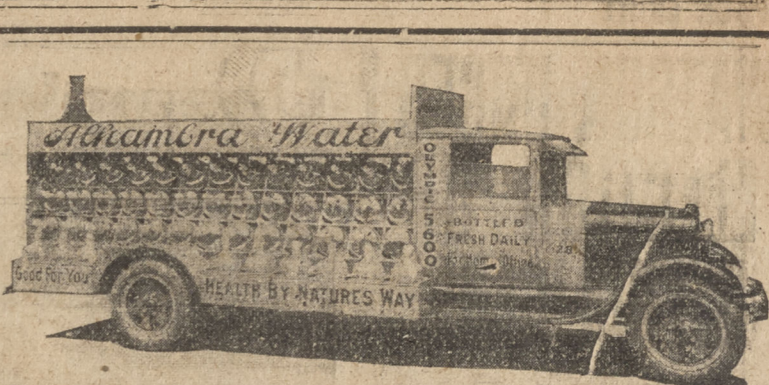 Alhambra Water
OLYMPIC 5600
BOTTLED
FRESH DAILY
Good For You
HEALTH BY NATURES WAY